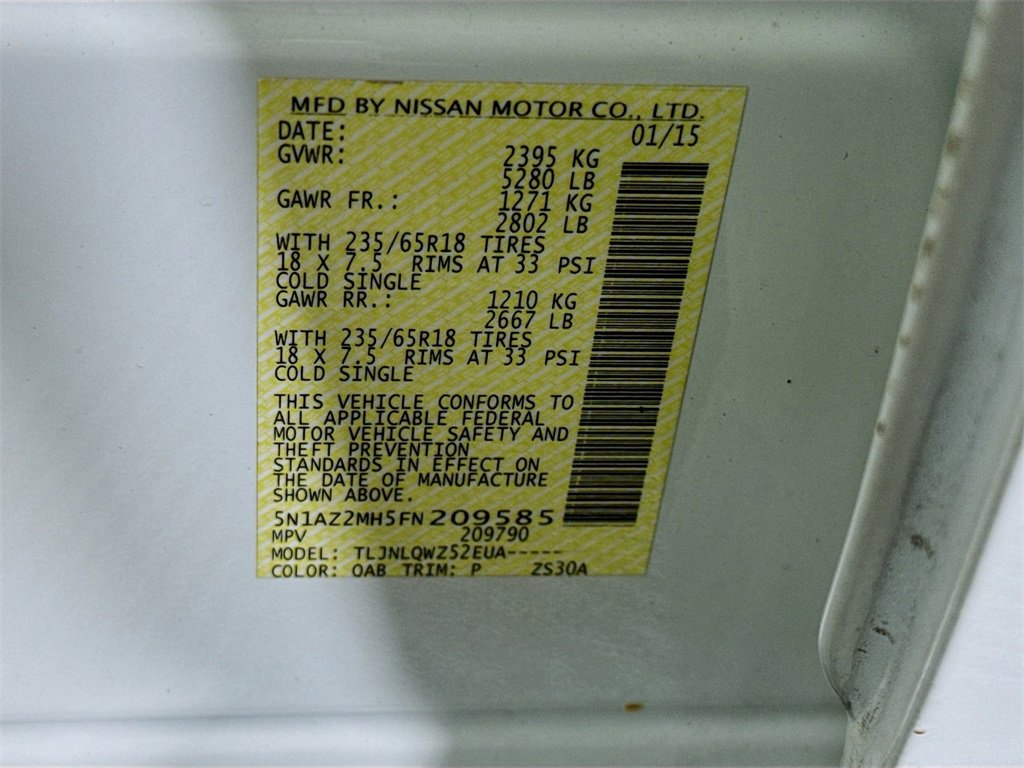 MFD BY NISSAN MOTOR CO., LTD.
DATE: 01/15
GVWR: 2395 KG
5280 LB
GAWR FR.: 1271 KG
2802 LB
WITH 235/65R18 TIRES
18 X 7.5 RIMS AT 33 PSI
COLD SINGLE
GAWR RR.: 1210 KG
2667 LB
WITH 235/65R18 TIRES
18 X 7.5 RIMS AT 33 PSI
COLD SINGLE
THIS VEHICLE CONFORMS TO
ALL APPLICABLE FEDERAL
MOTOR VEHICLE SAFETY AND
THEFT PREVENTION
STANDARDS IN EFFECT ON
THE DATE OF MANUFACTURE
SHOWN ABOVE.
5N1AZ2MH5FN209585
MPV 209790
MODEL: TLJNLQWZ52EUA-----
COLOR: QAB TRIM: P ZS30A